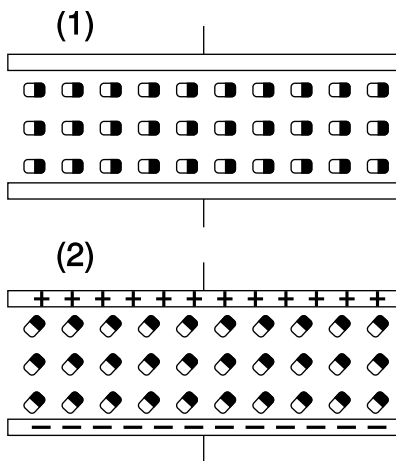 (1)
(2)
+ + + + + + + + + + + +
− − − − − − − − − − − −